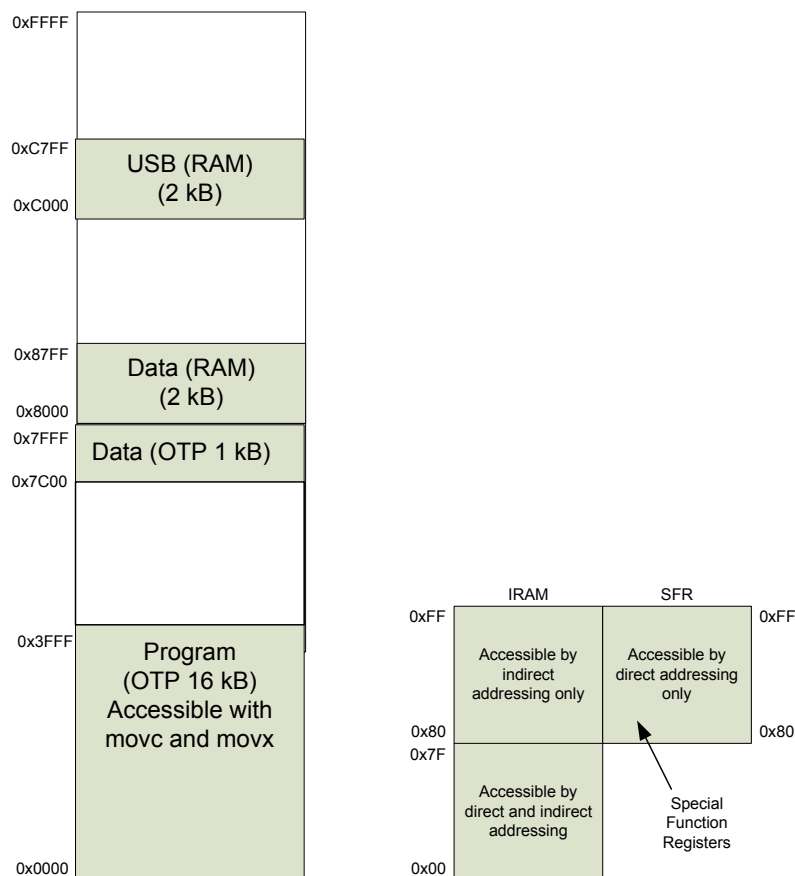 0xFFFF
0xC7FF
USB (RAM)
(2 kB)
0xC000
0x87FF
Data (RAM)
(2 kB)
0x8000
0x7FFF
Data (OTP 1 kB)
0x7C00
0x3FFF
Program
(OTP 16 kB)
Accessible with
movc and movx
0x0000
IRAM
SFR
0xFF
0xFF
Accessible by
indirect
addressing only
Accessible by
direct addressing
only
0x80
0x80
0x7F
Accessible by
direct and indirect
addressing
Special
Function
Registers
0x00